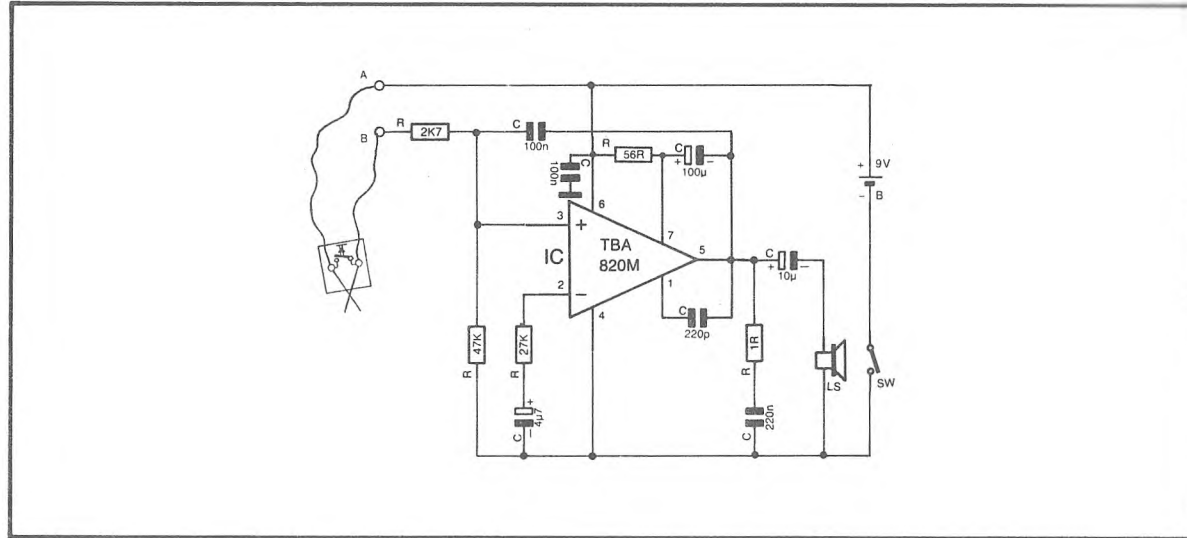 A
B
R
2K7
C
100n
R
56R
C
+
−
100µ
C
100n
6
3
+
7
IC
TBA
820M
5
2
−
1
4
C
220p
C
+
−
10µ
+
9V
−
B
47K
R
27K
R
+
4µ7
C
−
1R
R
220n
C
LS
SW